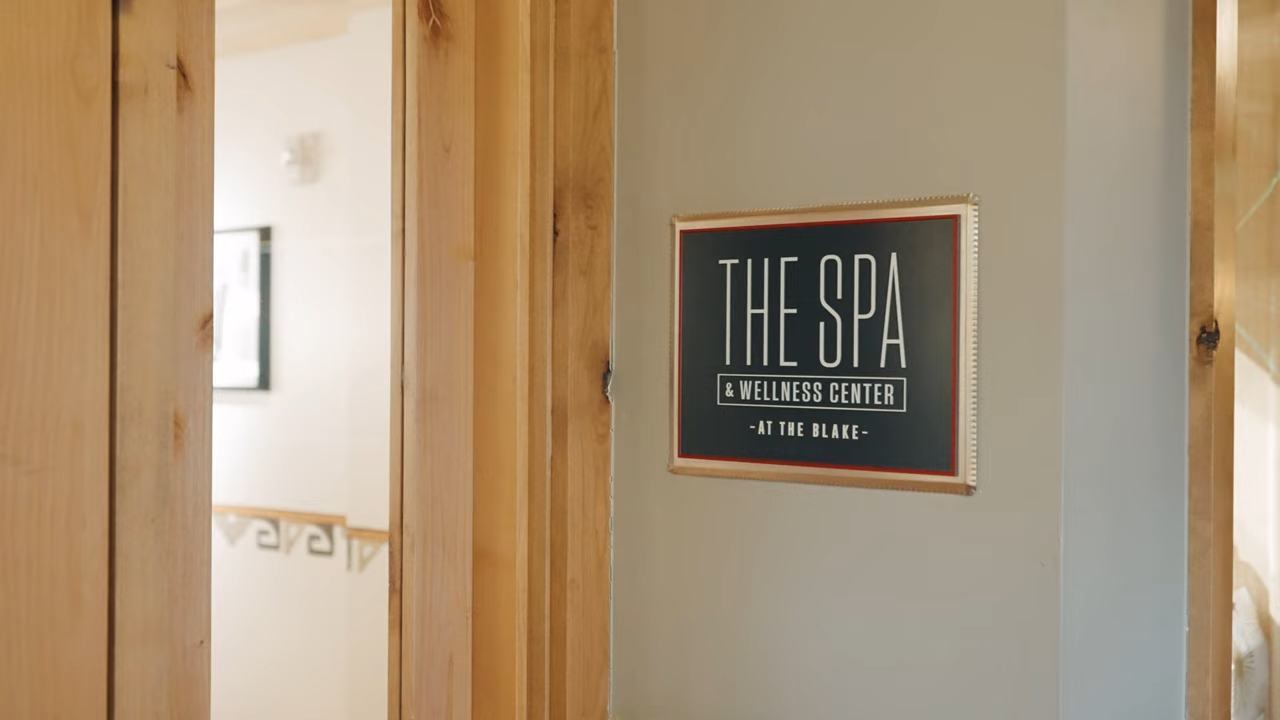 THE SPA
& WELLNESS CENTER
-AT THE BLAKE-